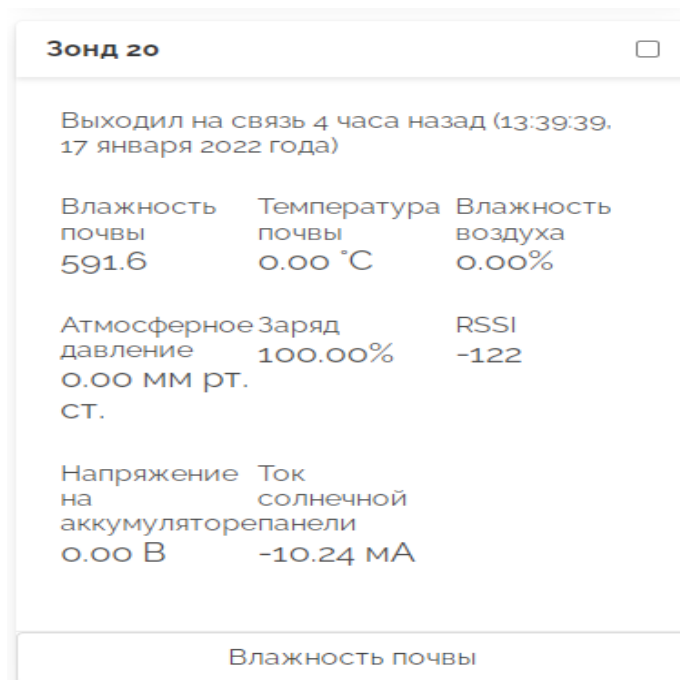 Зонд 20
Выходил на связь 4 часа назад (13:39:39,
17 января 2022 года)
Влажность Температура Влажность
почвы почвы воздуха
591.6 0.00 °C 0.00%
Атмосферное Заряд RSSI
давление 100.00% -122
0.00 мм рт.
ст.
Напряжение Ток
на солнечной
аккумуляторе панели
0.00 В -10.24 мА
Влажность почвы